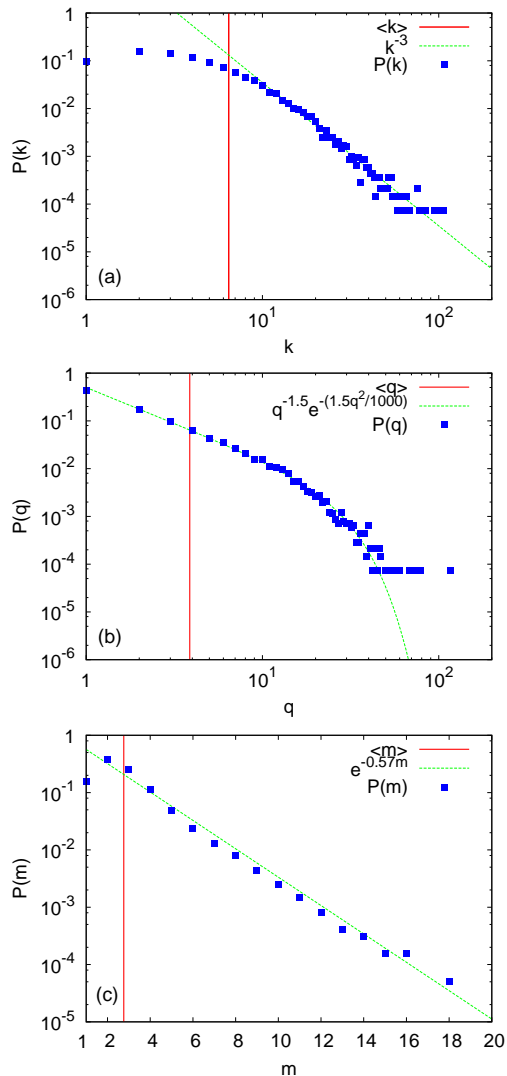 <k>
k^-3
P(k)
1
10^-1
10^-2
10^-3
10^-4
10^-5
10^-6
P(k)
(a)
1
10^1
10^2
k
<q>
q^-1.5e^-(1.5q^2/1000)
P(q)
1
10^-1
10^-2
10^-3
10^-4
10^-5
10^-6
P(q)
(b)
1
10^1
10^2
q
<m>
e^-0.57m
P(m)
1
10^-1
10^-2
10^-3
10^-4
10^-5
P(m)
(c)
1 2 4 6 8 10 12 14 16 18 20
m